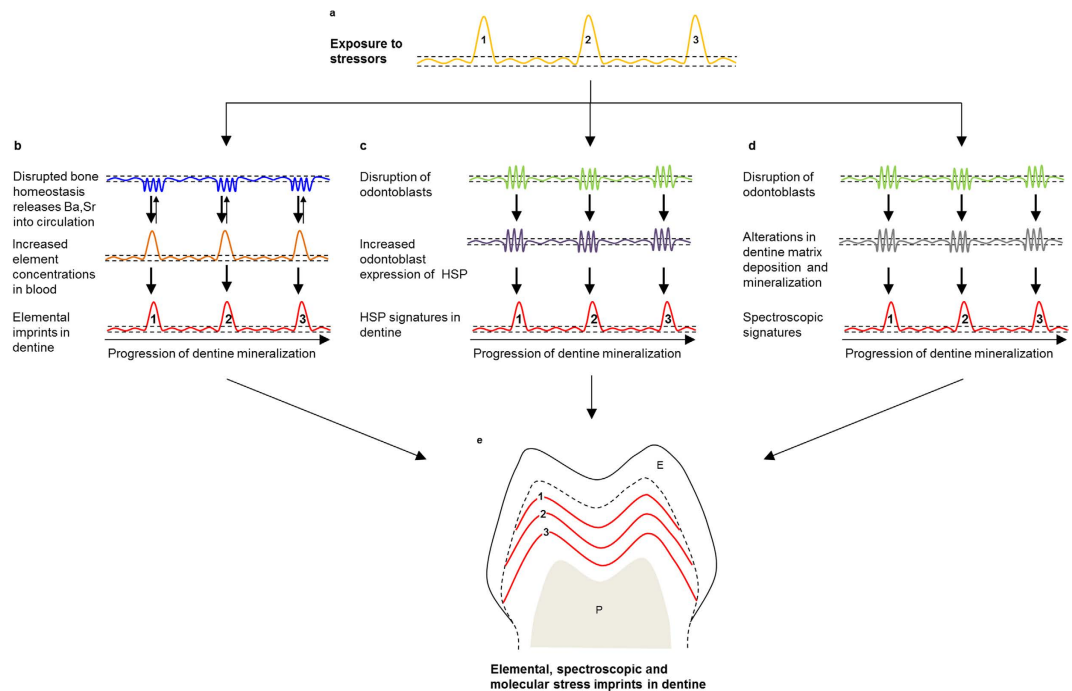 a
Exposure to
stressors
1
2
3
b
Disrupted bone
homeostasis
releases Ba,Sr
into circulation
Increased
element
concentrations
in blood
Elemental
imprints in
dentine
1
2
3
Progression of dentine mineralization
c
Disruption of
odontoblasts
Increased
odontoblast
expression of HSP
HSP signatures in
dentine
1
2
3
Progression of dentine mineralization
d
Disruption of
odontoblasts
Alterations in
dentine matrix
deposition and
mineralization
Spectroscopic
signatures
1
2
3
Progression of dentine mineralization
e
E
1
2
3
P
Elemental, spectroscopic and
molecular stress imprints in dentine